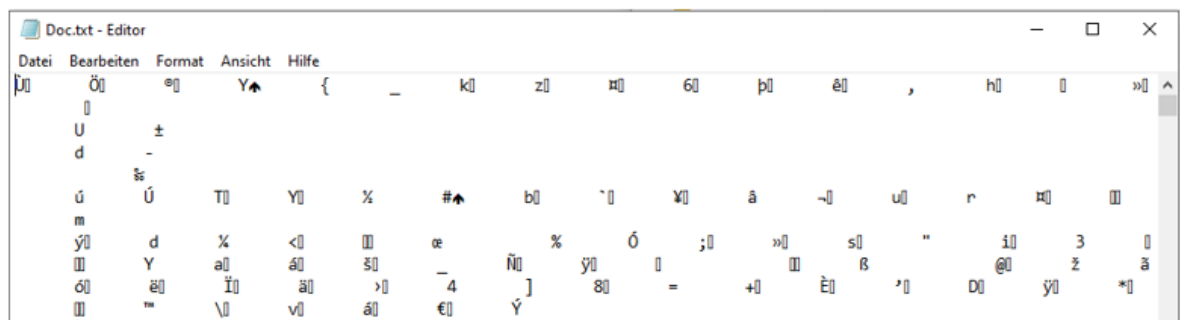 Doc.txt - Editor
Datei Bearbeiten Format Ansicht Hilfe
Ù Ö ® Y { _ k z ¤ 6 þ ê , h »
U ±
d -
‰
ú Ú T Y ½ # b ` ¥ â ¬ u r ¤
m
ý d ¼ < œ % Ó ; » s " i 3
Y a á š _ Ñ ÿ ß @ ž ã
ó ë Ï ä › 4 ] 8 = + È ' D ÿ *
™ \ v á € Ý